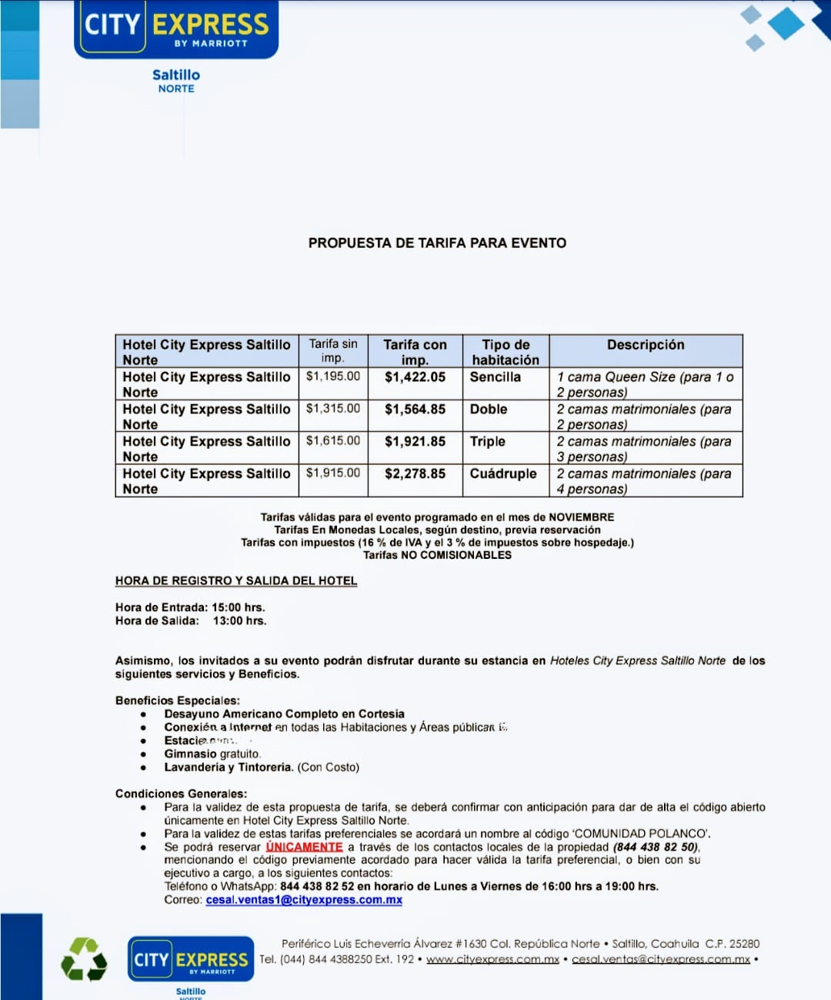 CITY EXPRESS
BY MARRIOTT
Saltillo
NORTE
PROPUESTA DE TARIFA PARA EVENTO
Hotel City Express Saltillo Norte | Tarifa sin imp. | Tarifa con imp. | Tipo de habitación | Descripción
Hotel City Express Saltillo Norte | $1,195.00 | $1,422.05 | Sencilla | 1 cama Queen Size (para 1 o 2 personas)
Hotel City Express Saltillo Norte | $1,315.00 | $1,564.85 | Doble | 2 camas matrimoniales (para 2 personas)
Hotel City Express Saltillo Norte | $1,615.00 | $1,921.85 | Triple | 2 camas matrimoniales (para 3 personas)
Hotel City Express Saltillo Norte | $1,915.00 | $2,278.85 | Cuádruple | 2 camas matrimoniales (para 4 personas)
Tarifas válidas para el evento programado en el mes de NOVIEMBRE
Tarifas En Monedas Locales, según destino, previa reservación
Tarifas con impuestos (16 % de IVA y el 3 % de impuestos sobre hospedaje.)
Tarifas NO COMISIONABLES
HORA DE REGISTRO Y SALIDA DEL HOTEL
Hora de Entrada: 15:00 hrs.
Hora de Salida: 13:00 hrs.
Asimismo, los invitados a su evento podrán disfrutar durante su estancia en Hoteles City Express Saltillo Norte de los
siguientes servicios y Beneficios.
Beneficios Especiales:
• Desayuno Americano Completo en Cortesía
• Conexión a Internet en todas las Habitaciones y Áreas
•
• Gimnasio gratuito.
• Lavandería y Tintorería. (Con Costo)
Condiciones Generales:
• Para la validez de esta propuesta de tarifa, se deberá confirmar con anticipación para dar de alta el código abierto
únicamente en Hotel City Express Saltillo Norte.
• Para la validez de estas tarifas preferenciales se acordará un nombre al código ‘COMUNIDAD POLANCO’.
• Se podrá reservar ÚNICAMENTE a través de los contactos locales de la propiedad (844 438 82 50),
mencionando el código previamente acordado para hacer válida la tarifa preferencial, o bien con su
ejecutivo a cargo, a los siguientes contactos:
Teléfono o WhatsApp: 844 438 82 52 en horario de Lunes a Viernes de 16:00 hrs a 19:00 hrs.
Correo: cesal.ventas1@cityexpress.com.mx
Periférico Luis Echeverría Álvarez #1630 Col. República Norte • Saltillo, Coahuila C.P. 25280
Tel. (044) 844 4388250 Ext. 192 • www.cityexpress.com.mx • cesal.ventas@cityexpress.com.mx •
CITY EXPRESS
BY MARRIOTT
Saltillo
NORTE